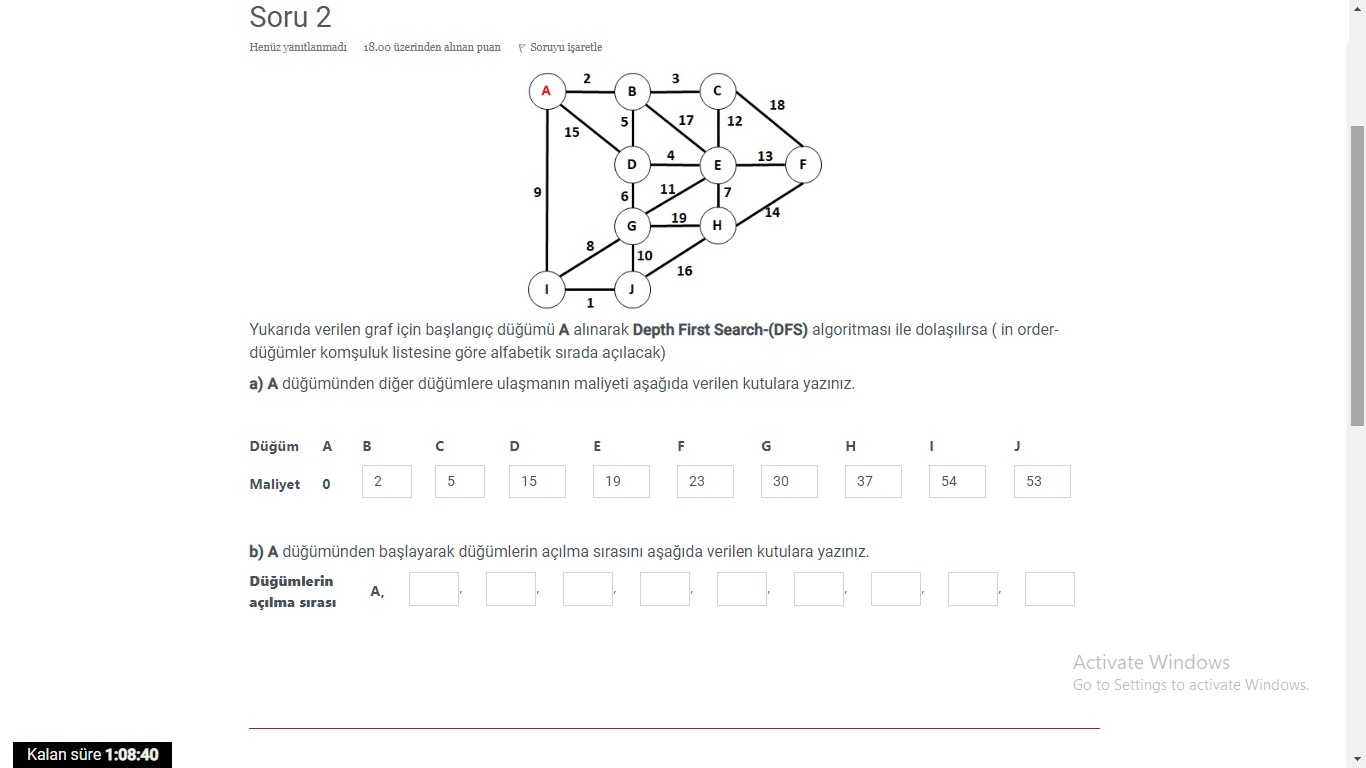 Soru 2
Henüz yanıtlanmadı 18.00 üzerinden alınan puan Soruyu işaretle
A 2 B 3 C
18
15 5 17 12
D 4 E 13 F
9 6 11 7
G 19 H 14
8 10 16
I 1 J
Yukarıda verilen graf için başlangıç düğümü A alınarak Depth First Search-(DFS) algoritması ile dolaşılırsa ( in order-
düğümler komşuluk listesine göre alfabetik sırada açılacak)
a) A düğümünden diğer düğümlere ulaşmanın maliyeti aşağıda verilen kutulara yazınız.
Düğüm A B C D E F G H I J
Maliyet 0 2 5 15 19 23 30 37 54 53
b) A düğümünden başlayarak düğümlerin açılma sırasını aşağıda verilen kutulara yazınız.
Düğümlerin
açılma sırası A, , , , , , , , ,
Activate Windows
Go to Settings to activate Windows.
Kalan süre 1:08:40